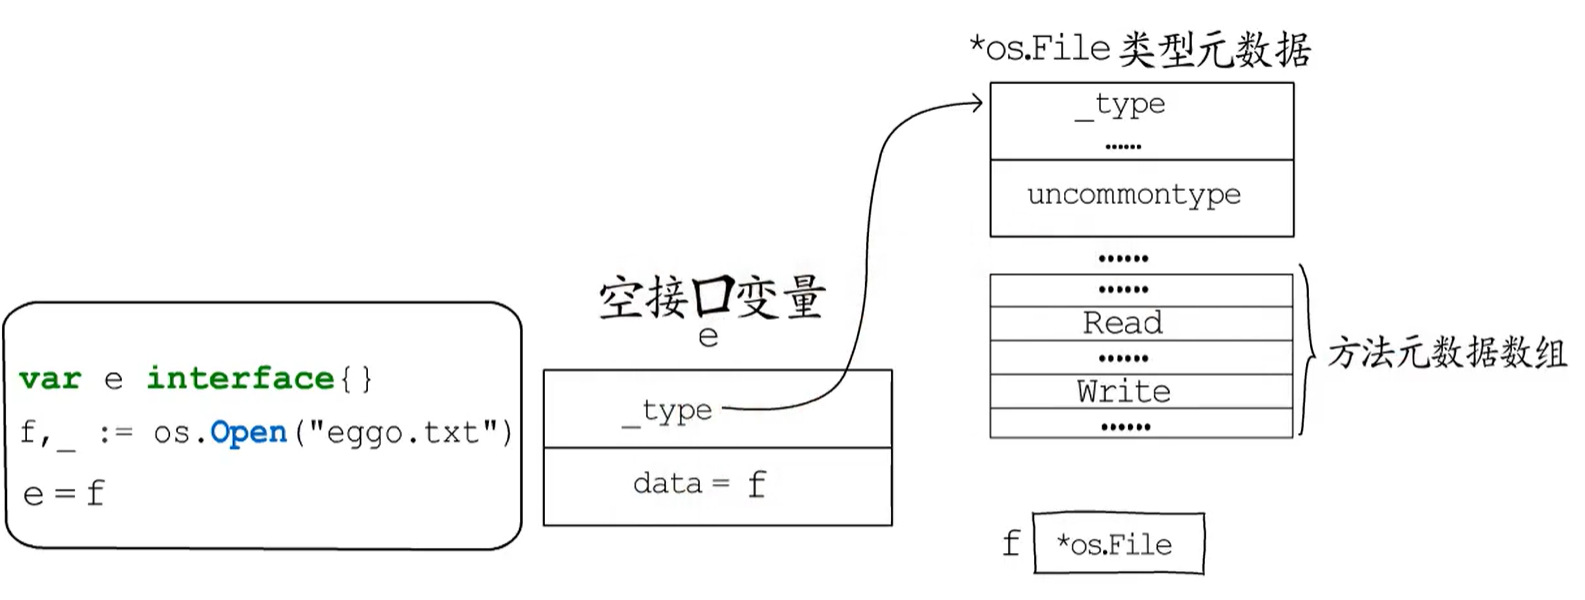 var e interface{}
f,_ := os.Open("eggo.txt")
e = f
空接口变量
e
_type
data = f
*os.File 类型元数据
_type
......
uncommontype
......
......
Read
......
Write
......
方法元数据数组
f *os.File